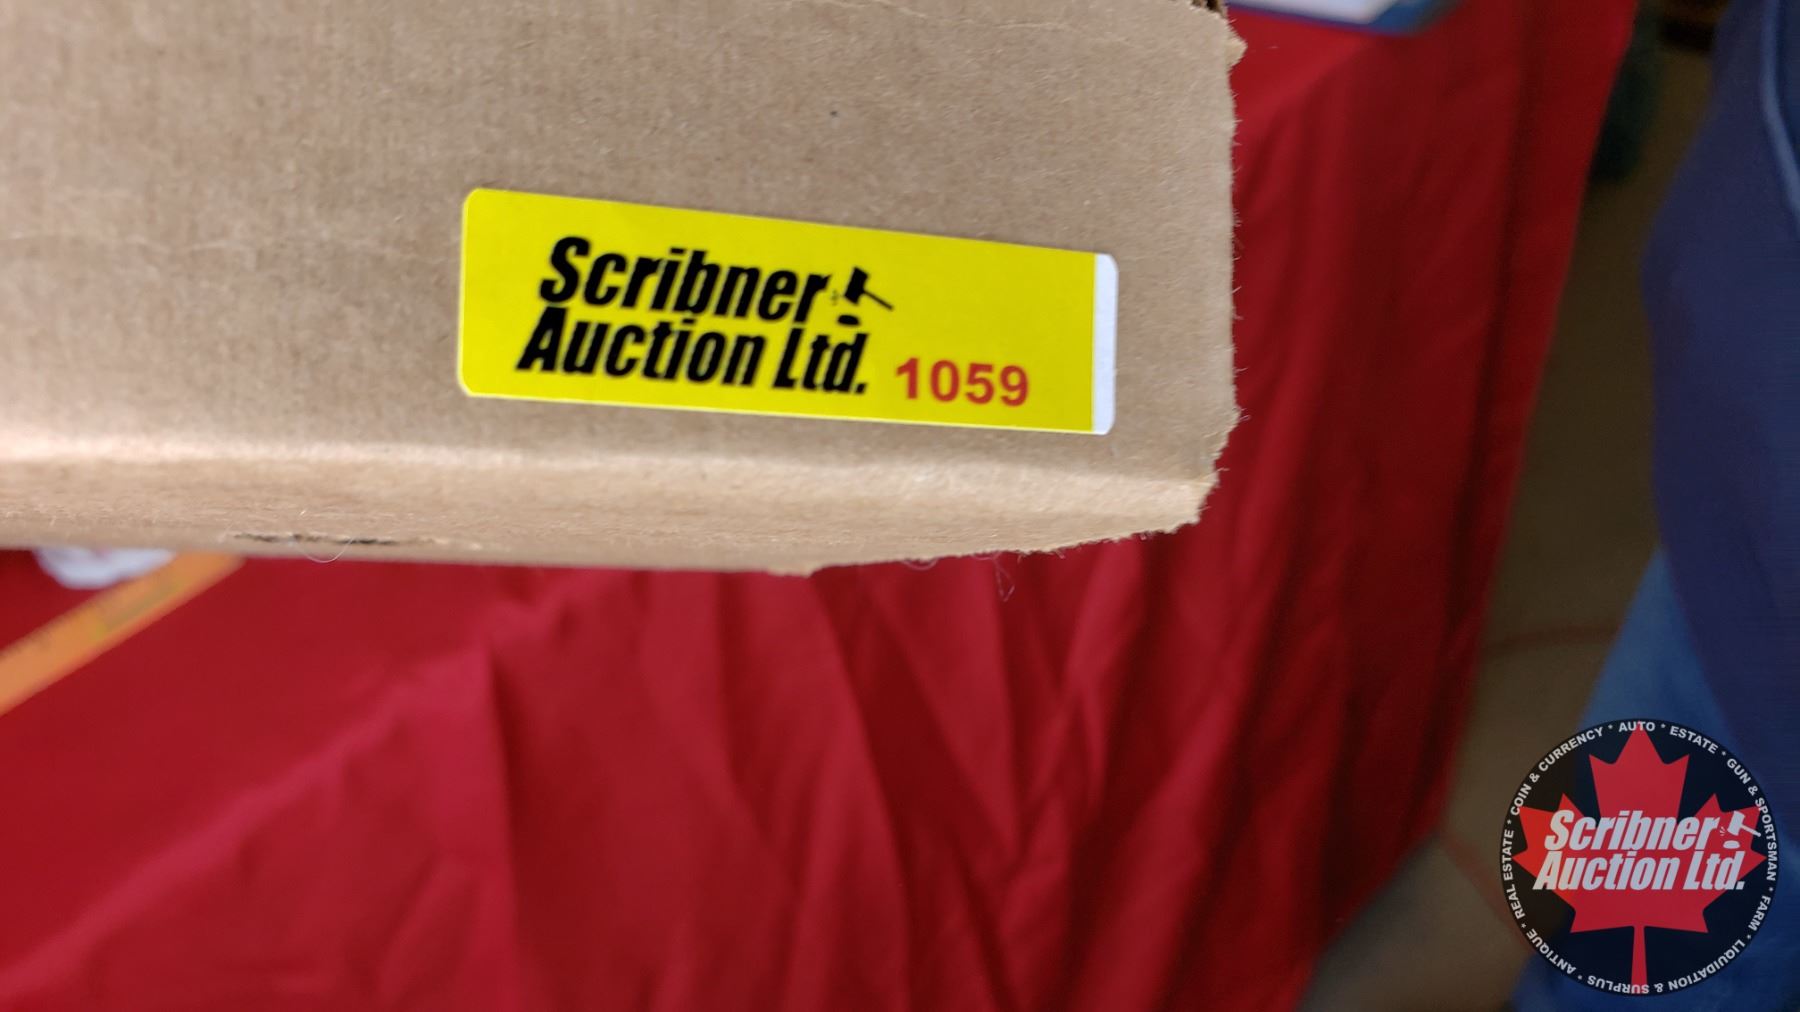 Scribner
Auction Ltd. 1059
COIN & CURRENCY * AUTO * ESTATE * GUN & SPORTSMAN * FARM * LIQUIDATION & SURPLUS * ANTIQUE * REAL ESTATE *
Scribner
Auction Ltd.